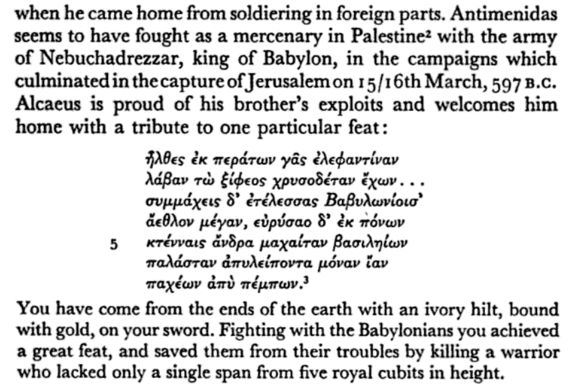 when he came home from soldiering in foreign parts. Antimenidas
seems to have fought as a mercenary in Palestine² with the army
of Nebuchadrezzar, king of Babylon, in the campaigns which
culminated in the capture of Jerusalem on 15/16th March, 597 B.C.
Alcaeus is proud of his brother's exploits and welcomes him
home with a tribute to one particular feat:
ἦλθες ἐκ περάτων γᾶς ἐλεφαντίναν
λάβαν τὼ ξίφεος χρυσοδέταν ἔχων...
συμμάχεις δ' ἐτέλεσσας Βαβυλωνίοισ'
ἄεθλον μέγαν, εὐρύσαο δ' ἐκ πόνων
5 κτένναις ἄνδρα μαχαίταν βασιληίων
παλάσταν ἀπυλείποντα μόναν ἴαν
παχέων ἀπὺ πέμπων.³
You have come from the ends of the earth with an ivory hilt, bound
with gold, on your sword. Fighting with the Babylonians you achieved
a great feat, and saved them from their troubles by killing a warrior
who lacked only a single span from five royal cubits in height.